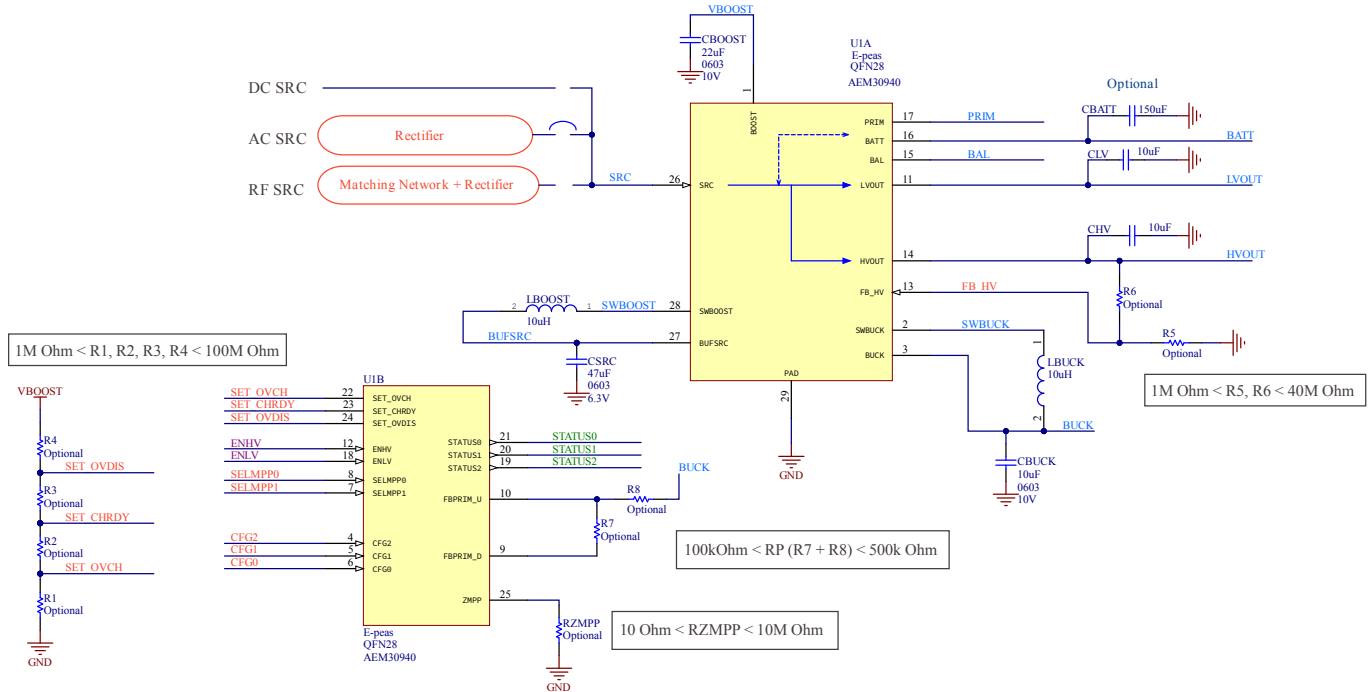 VBOOST
CBOOST
22uF
0603
10V
U1A
E-peas
QFN28
AEM30940
DC SRC
AC SRC
Rectifier
RF SRC
Matching Network + Rectifier
SRC
26
SRC
1
BOOST
PRIM
17
PRIM
BATT
16
BATT
BAL
15
BAL
LVOUT
11
LVOUT
HVOUT
14
HVOUT
FB_HV
13
FB_HV
SWBUCK
2
SWBUCK
BUCK
3
BUCK
Optional
CBATT
150uF
CLV
10uF
CHV
10uF
R6
Optional
R5
Optional
1M Ohm < R5, R6 < 40M Ohm
2
LBOOST
1
10uH
SWBOOST
28
SWBOOST
BUFSRC
27
BUFSRC
CSRC
47uF
0603
6.3V
PAD
29
GND
1
LBUCK
10uH
2
CBUCK
10uF
0603
10V
GND
1M Ohm < R1, R2, R3, R4 < 100M Ohm
VBOOST
R4
Optional
SET_OVDIS
R3
Optional
SET_CHRDY
R2
Optional
SET_OVCH
R1
Optional
GND
U1B
SET_OVCH
22
SET_OVCH
SET_CHRDY
23
SET_CHRDY
SET_OVDIS
24
SET_OVDIS
ENHV
12
ENHV
ENLV
18
ENLV
SELMPP0
8
SELMPP0
SELMPP1
7
SELMPP1
CFG2
4
CFG2
CFG1
5
CFG1
CFG0
6
CFG0
STATUS0
21
STATUS0
STATUS1
20
STATUS1
STATUS2
19
STATUS2
FBPRIM_U
10
R8
Optional
BUCK
R7
Optional
FBPRIM_D
9
100kOhm < RP (R7 + R8) < 500k Ohm
ZMPP
25
RZMPP
Optional
10 Ohm < RZMPP < 10M Ohm
GND
E-peas
QFN28
AEM30940